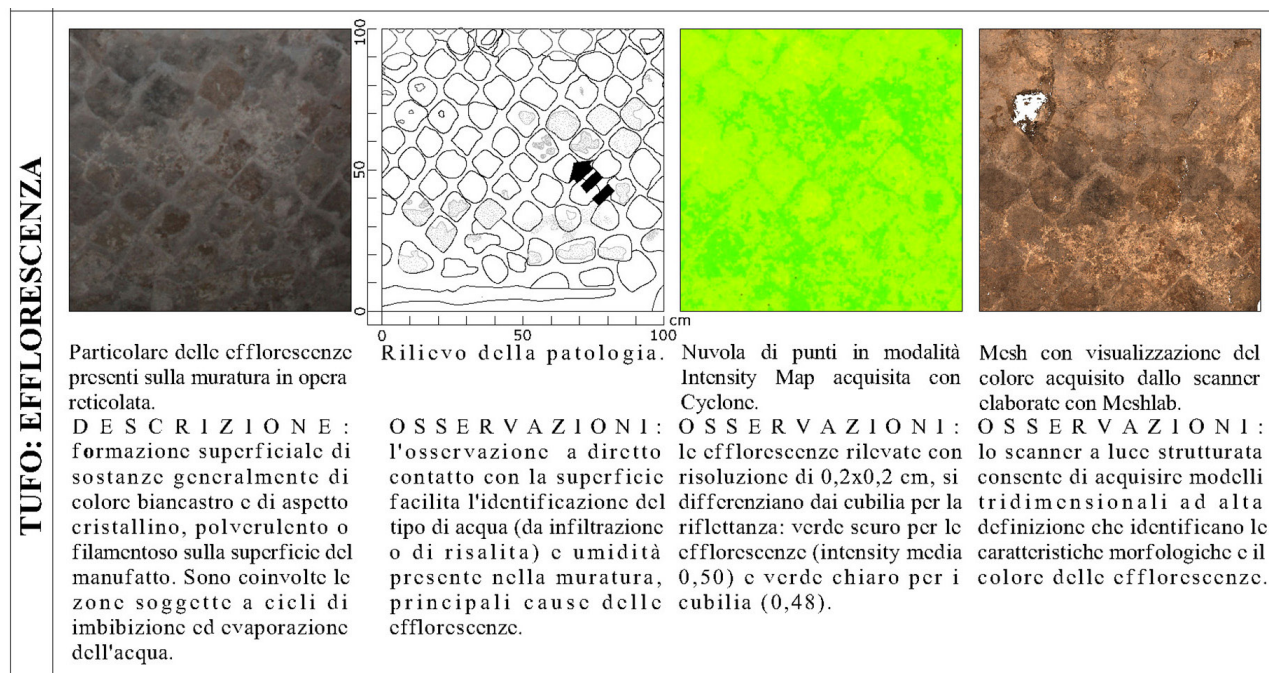 TUFO: EFFLORESCENZA
100
50
0
0
50
100
cm
Particolare delle efflorescenze
presenti sulla muratura in opera
reticolata.
DESCRIZIONE:
formazione superficiale di
sostanze generalmente di
colore biancastro e di aspetto
cristallino, polverulento o
filamentoso sulla superficie del
manufatto. Sono coinvolte le
zone soggette a cicli di
imbibizione ed evaporazione
dell'acqua.
Rilievo della patologia.
OSSERVAZIONI:
l'osservazione a diretto
contatto con la superficie
facilita l'identificazione del
tipo di acqua (da infiltrazione
o di risalita) e umidità
presente nella muratura,
principali cause delle
efflorescenze.
Nuvola di punti in modalità
Intensity Map acquisita con
Cyclone.
OSSERVAZIONI:
le efflorescenze rilevate con
risoluzione di 0,2x0,2 cm, si
differenziano dai cubilia per la
riflettanza: verde scuro per le
efflorescenze (intensity media
0,50) e verde chiaro per i
cubilia (0,48).
Mesh con visualizzazione del
colore acquisito dallo scanner
elaborate con Meshlab.
OSSERVAZIONI:
lo scanner a luce strutturata
consente di acquisire modelli
tridimensionali ad alta
definizione che identificano le
caratteristiche morfologiche e il
colore delle efflorescenze.